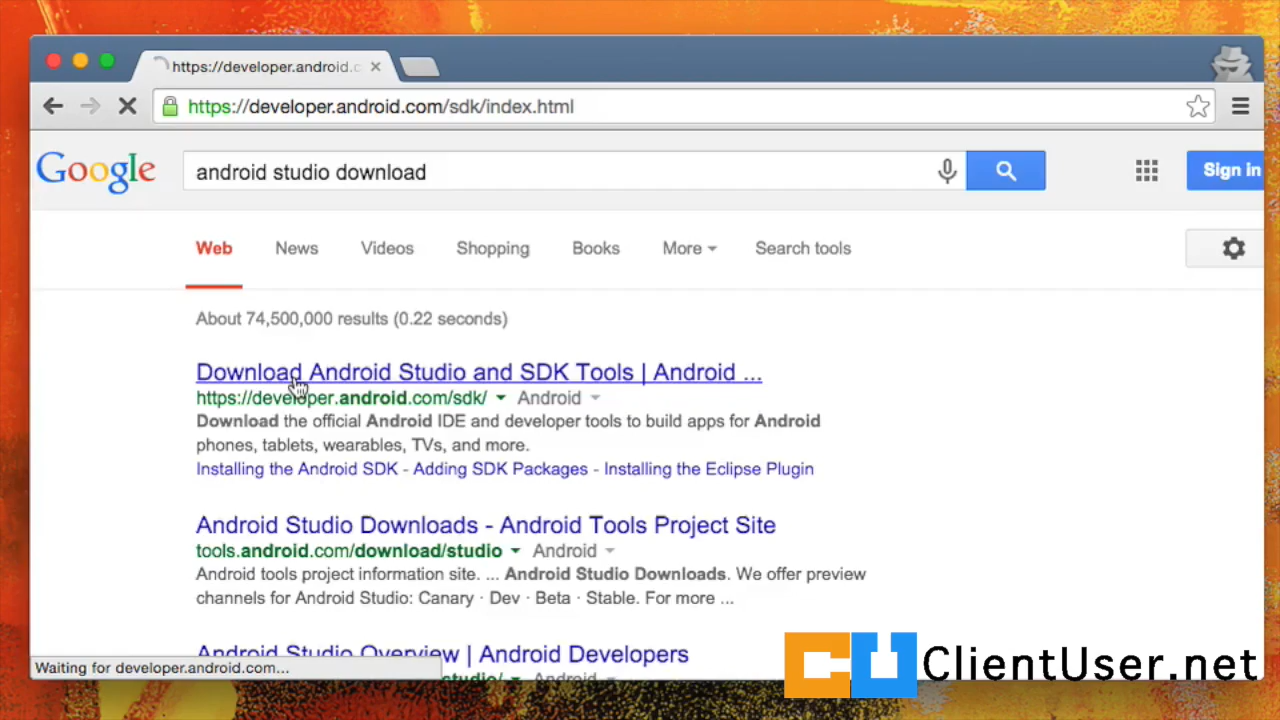 https://developer.android.c
https://developer.android.com/sdk/index.html
Google
android studio download
Sign in
Web
News
Videos
Shopping
Books
More
Search tools
About 74,500,000 results (0.22 seconds)
Download Android Studio and SDK Tools | Android ...
https://developer.android.com/sdk/
Android
Download the official Android IDE and developer tools to build apps for Android
phones, tablets, wearables, TVs, and more.
Installing the Android SDK - Adding SDK Packages - Installing the Eclipse Plugin
Android Studio Downloads - Android Tools Project Site
tools.android.com/download/studio
Android
Android tools project information site. ... Android Studio Downloads. We offer preview
channels for Android Studio: Canary · Dev · Beta · Stable. For more ...
Android Studio Overview | Android Developers
studio/
Android
Waiting for developer.android.com...
CU ClientUser.net